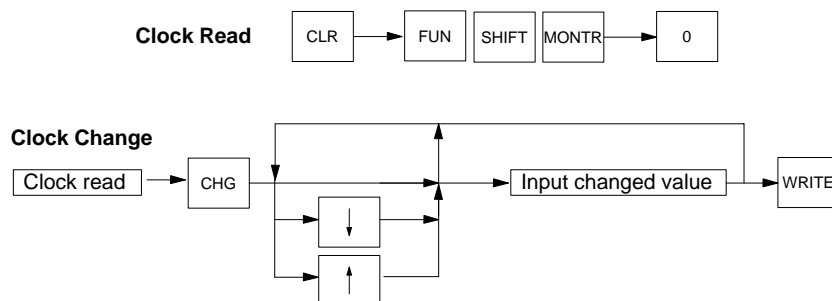 Clock Read CLR FUN SHIFT MONTR 0
Clock Change
Clock read CHG Input changed value WRITE